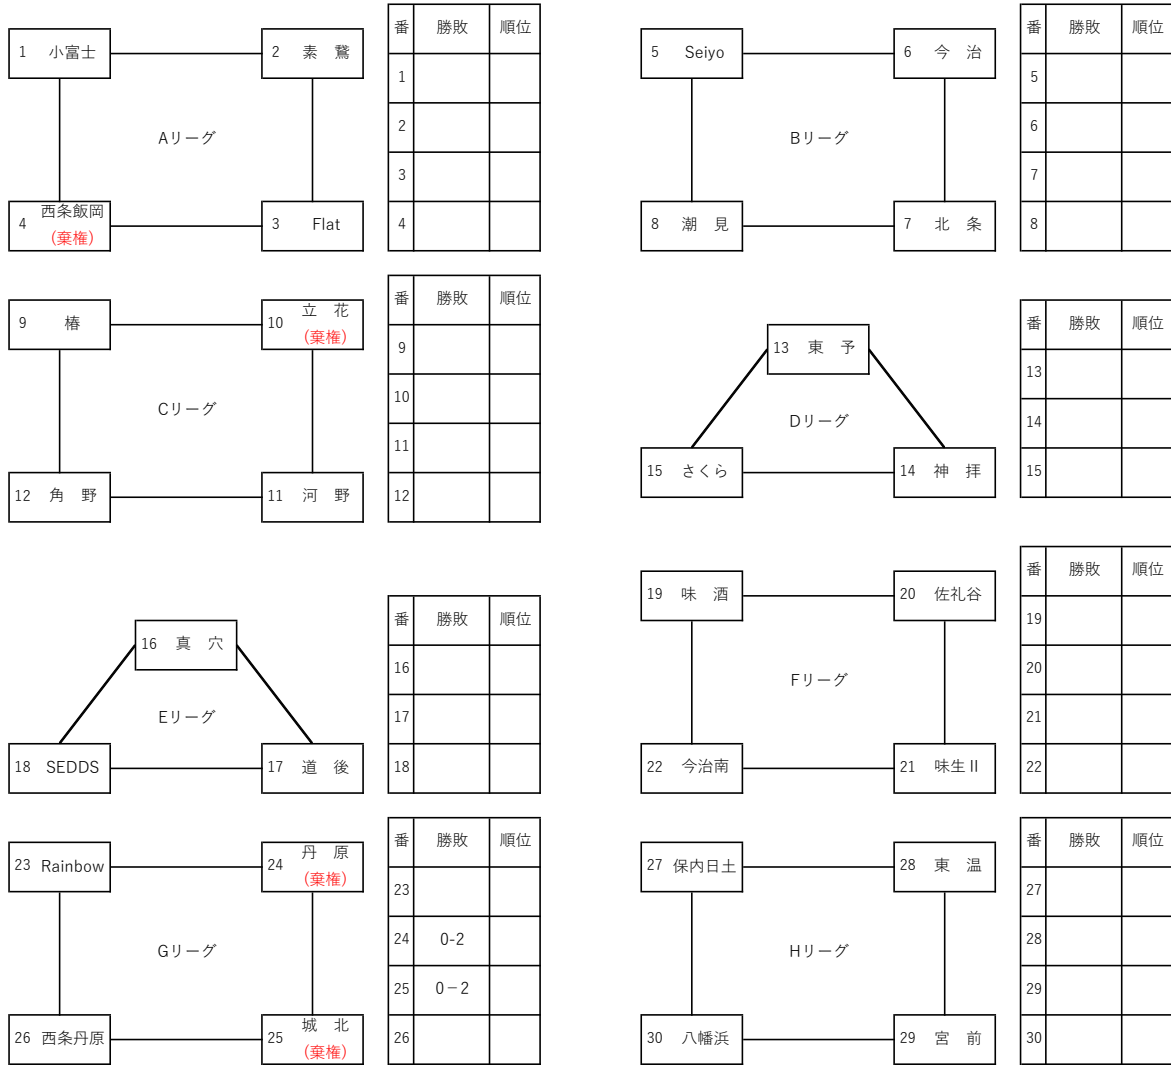 1 小富士
2 素 鵞
Aリーグ
4 西条飯岡
(棄権)
3 Flat
番 勝敗 順位
1
2
3
4
5 Seiyo
6 今 治
Bリーグ
8 潮 見
7 北 条
番 勝敗 順位
5
6
7
8
9 椿
10 立 花
(棄権)
Cリーグ
12 角 野
11 河 野
番 勝敗 順位
9
10
11
12
13 東 予
Dリーグ
15 さくら
14 神 拝
番 勝敗 順位
13
14
15
16 真 穴
Eリーグ
18 SEDDS
17 道 後
番 勝敗 順位
16
17
18
19 味 酒
20 佐礼谷
Fリーグ
22 今治南
21 味生Ⅱ
番 勝敗 順位
19
20
21
22
23 Rainbow
24 丹 原
(棄権)
Gリーグ
26 西条丹原
25 城 北
(棄権)
番 勝敗 順位
23
24 0-2
25 0－2
26
27 保内日土
28 東 温
Hリーグ
30 八幡浜
29 宮 前
番 勝敗 順位
27
28
29
30